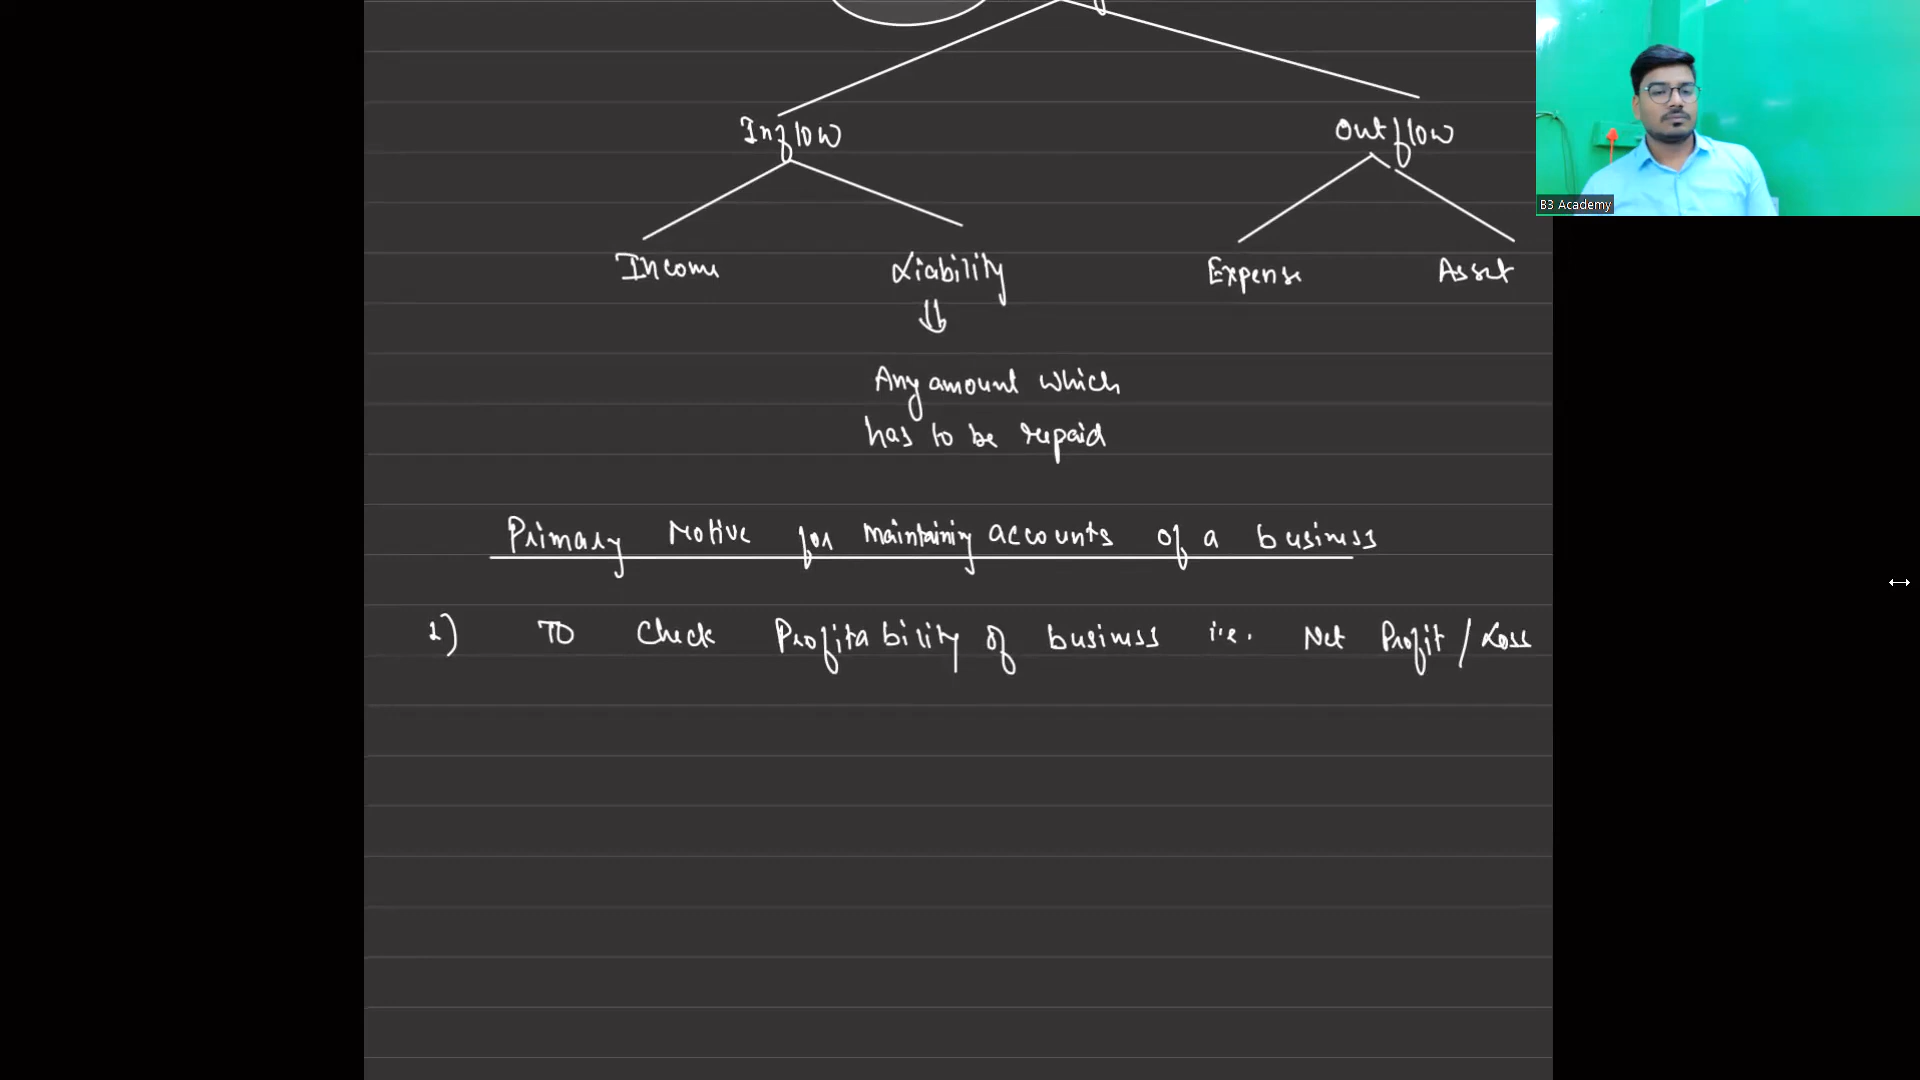 Inflow Outflow
Income Liability Expense Asset
Any amount which
has to be repaid
Primary Motive for maintaining accounts of a business
1) To Check Profitability of business i.e. Net Profit / Loss
B3 Academy